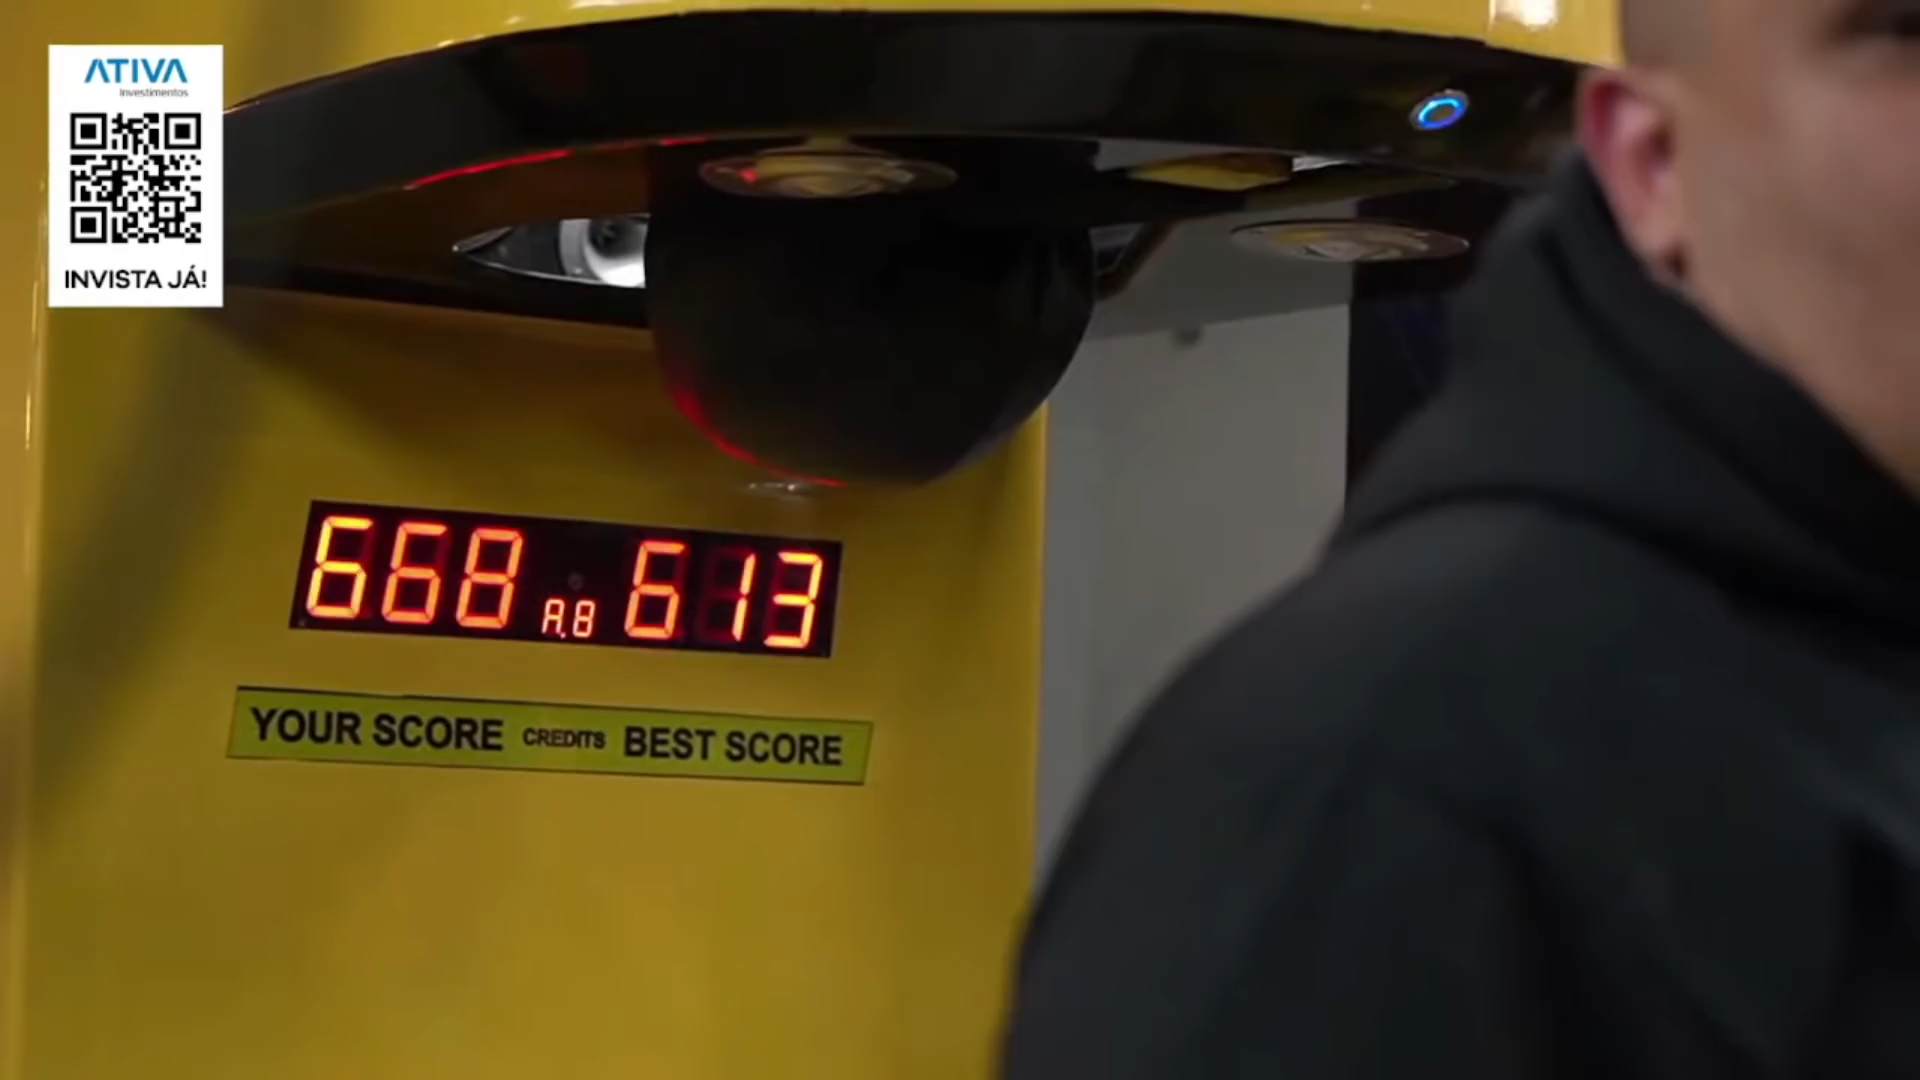 ATIVA
investimentos
INVISTA JÁ!
668 A.8 613
YOUR SCORE CREDITS BEST SCORE